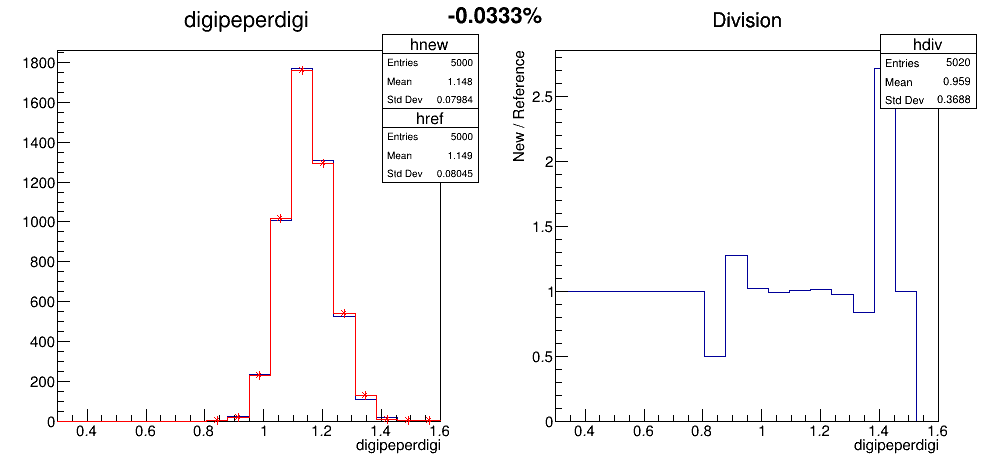 digipeperdigi
-0.0333%
Division
hnew
Entries 5000
Mean 1.148
Std Dev 0.07984
href
Entries 5000
Mean 1.149
Std Dev 0.08045
1800
1600
1400
1200
1000
800
600
400
200
0
0.4 0.6 0.8 1 1.2 1.4 1.6
digipeperdigi
hdiv
Entries 5020
Mean 0.959
Std Dev 0.3688
New / Reference
2.5
2
1.5
1
0.5
0
0.4 0.6 0.8 1 1.2 1.4 1.6
digipeperdigi